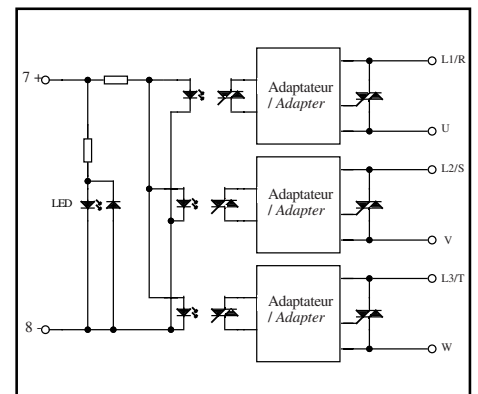 L1/R
7 +
Adaptateur
/ Adapter
U
L2/S
LED
Adaptateur
/ Adapter
V
L3/T
Adaptateur
/ Adapter
8 -
W